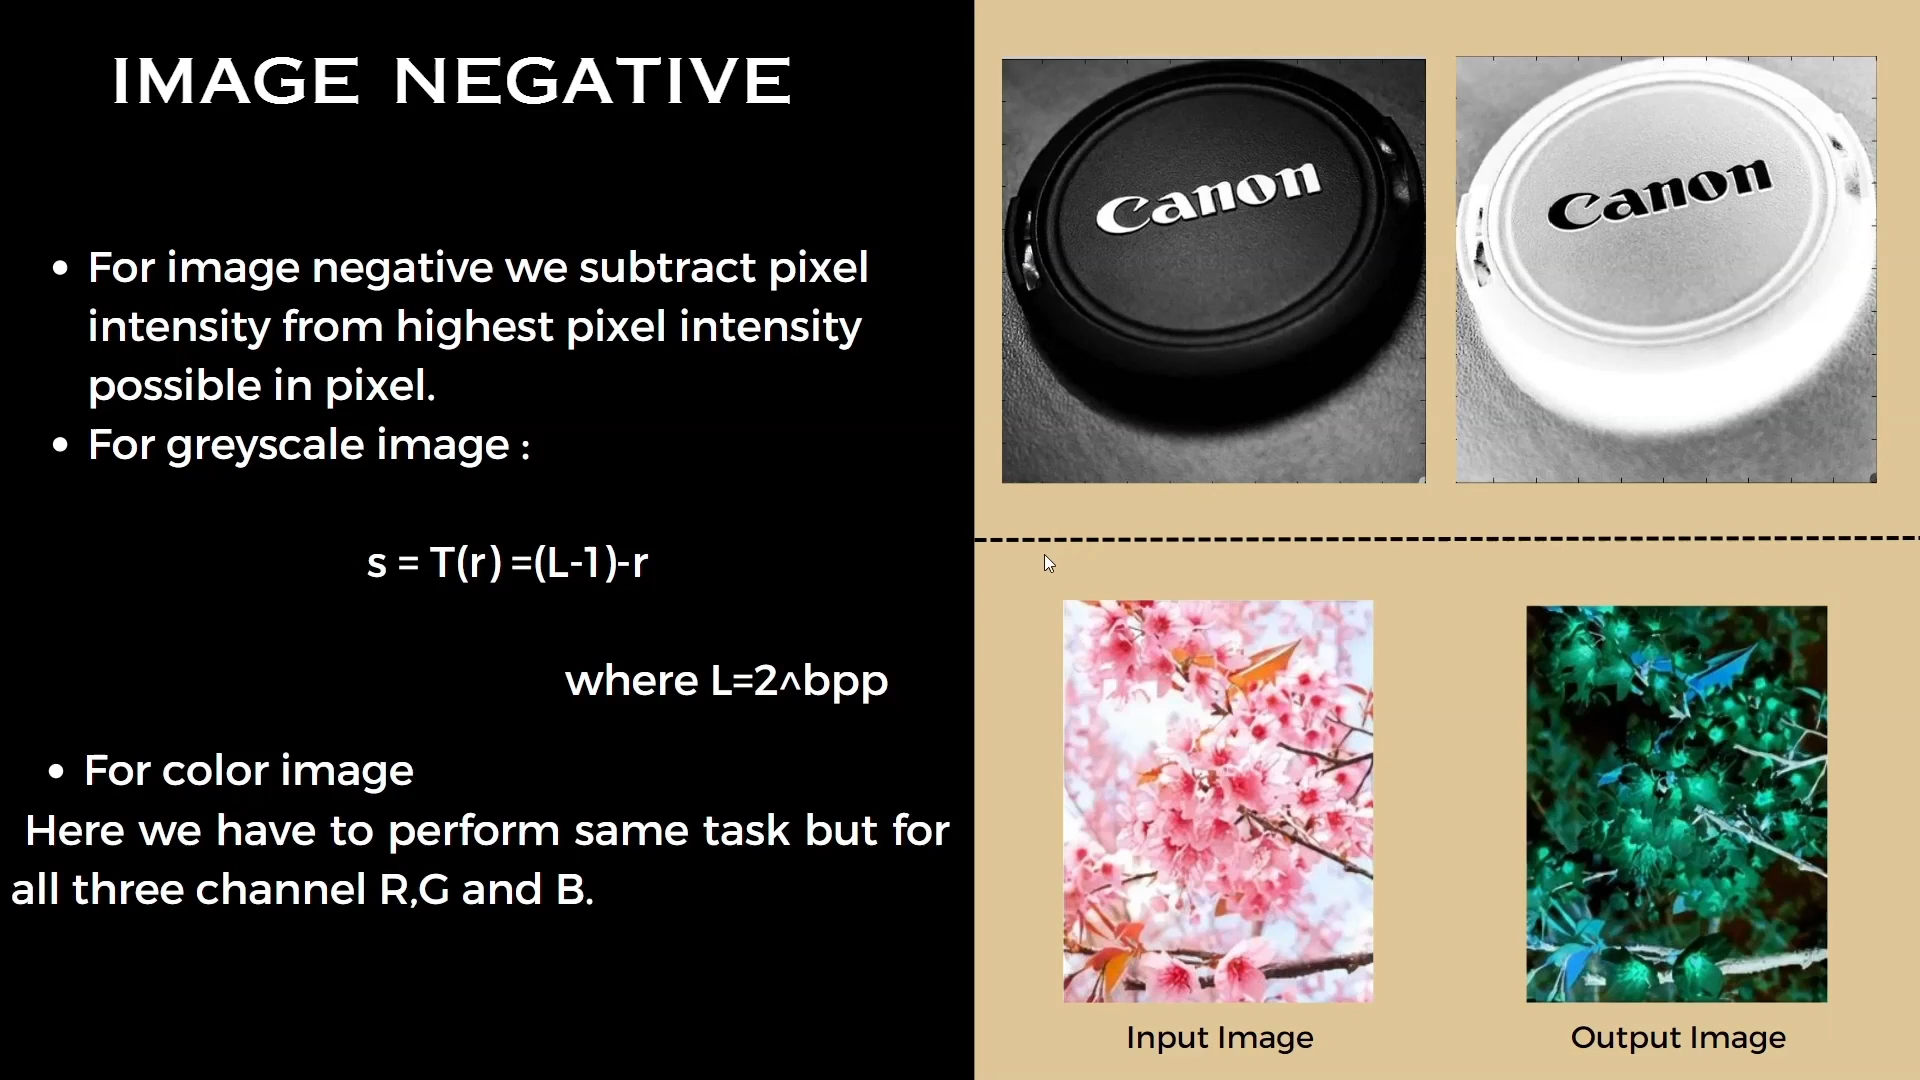 IMAGE NEGATIVE
• For image negative we subtract pixel
intensity from highest pixel intensity
possible in pixel.
• For greyscale image :
s = T(r) =(L-1)-r
where L=2^bpp
• For color image
Here we have to perform same task but for
all three channel R,G and B.
Canon
Canon
Input Image
Output Image